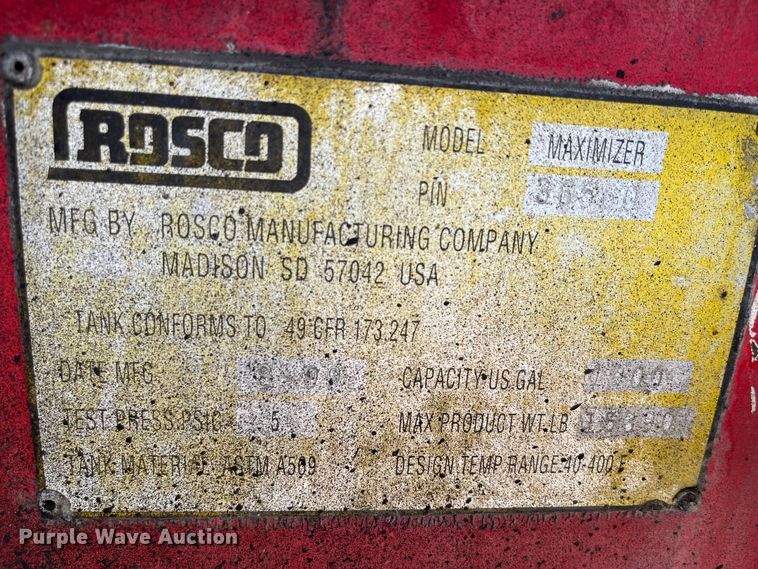 ROSCO
MODEL MAXIMIZER
PIN
MFG BY ROSCO MANUFACTURING COMPANY
MADISON SD 57042 USA
TANK CONFORMS TO 49 CFR 173.247
DATE MFG CAPACITY US GAL
TEST PRESS PSIG 5 MAX PRODUCT WT LB
TANK MATERIAL ASTM A569 DESIGN TEMP RANGE 40-400 F
Purple Wave Auction